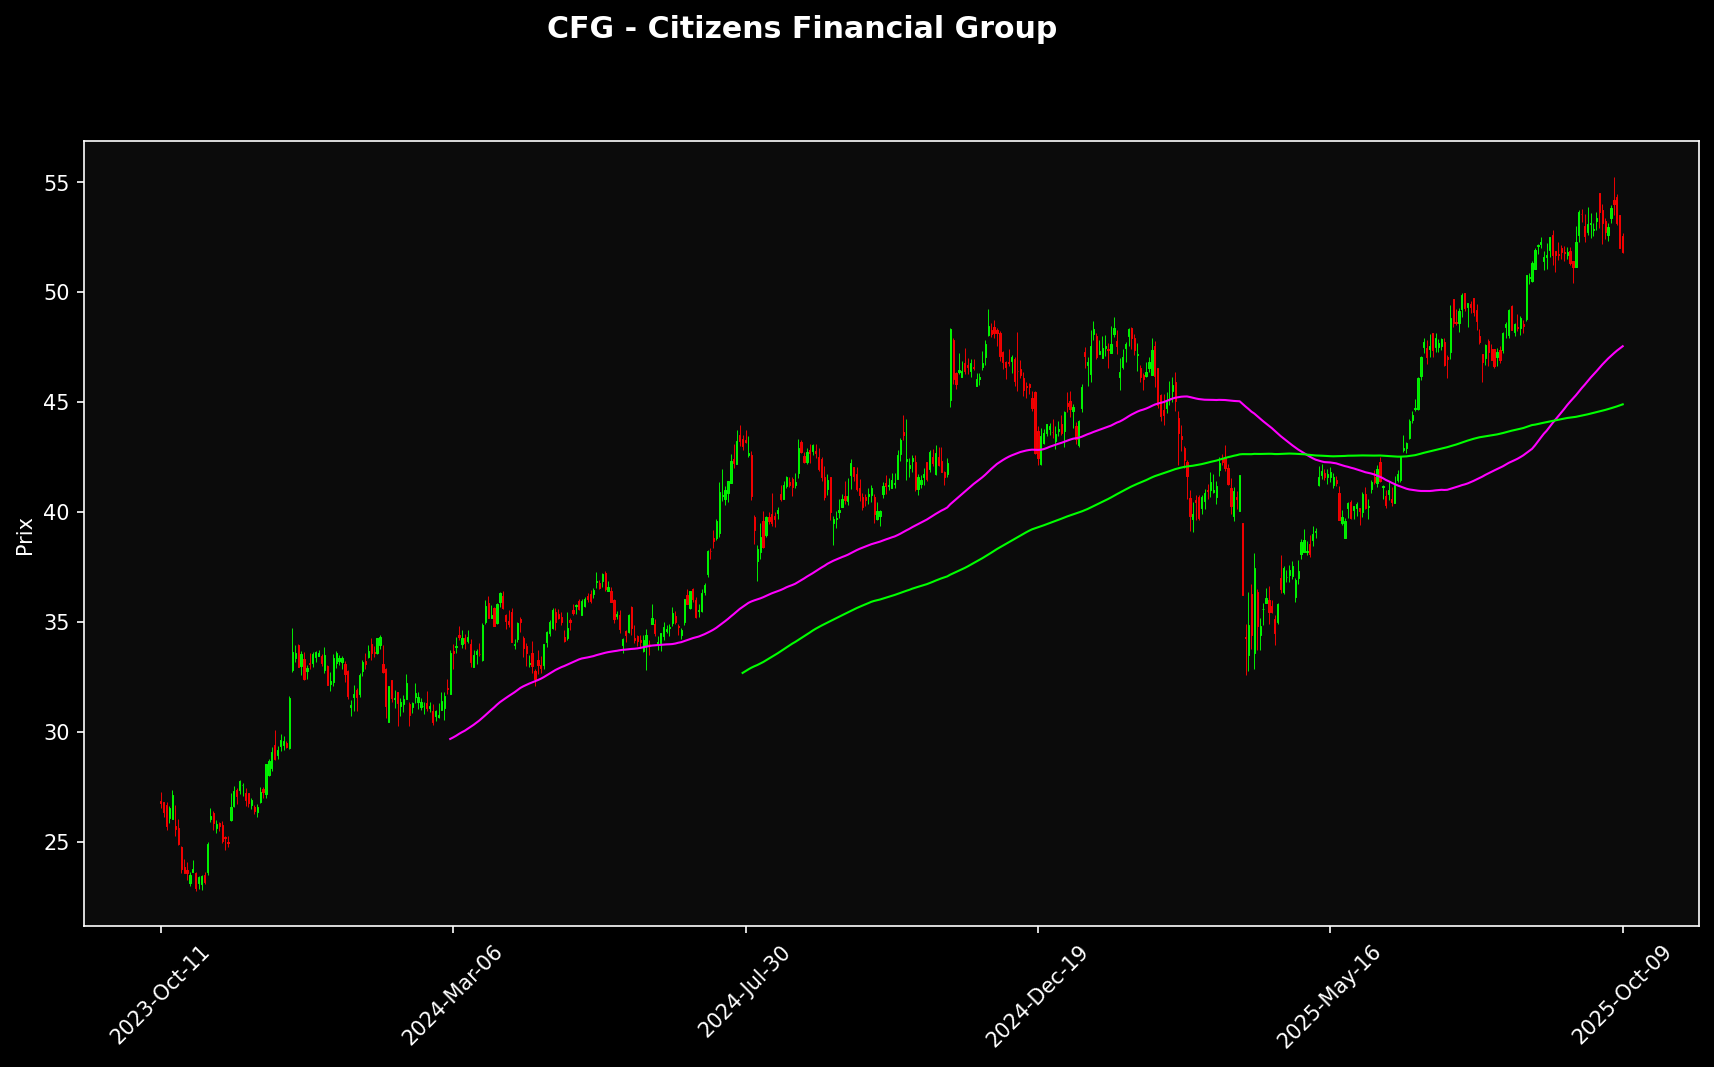 CFG - Citizens Financial Group
Prix
55
50
45
40
35
30
25
2023-Oct-11
2024-Mar-06
2024-Jul-30
2024-Dec-19
2025-May-16
2025-Oct-09